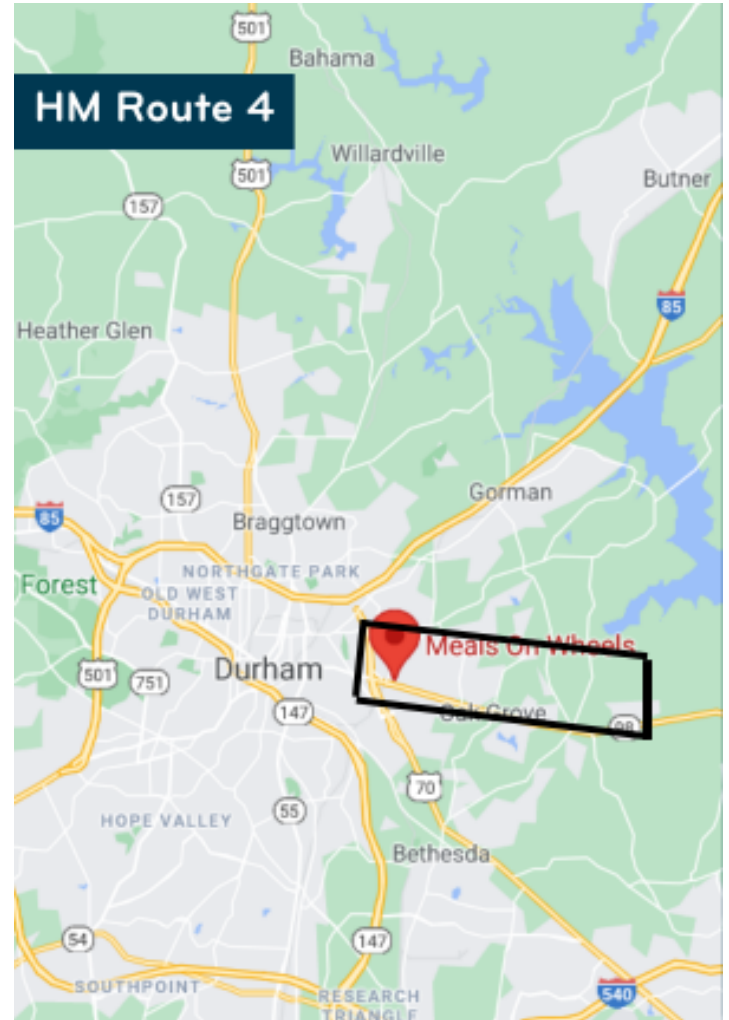 501
Bahama
HM Route 4
Willardville
501
Butner
157
85
Heather Glen
Gorman
157
85
Braggtown
NORTHGATE PARK
Forest
OLD WEST
DURHAM
Meals On Wheels
Durham
501
751
147
Oak Grove
98
70
55
HOPE VALLEY
Bethesda
54
147
SOUTHPOINT
540
RESEARCH
TRIANGLE